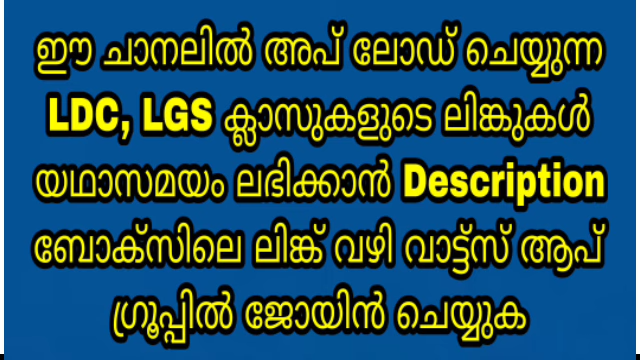 ഈ ചാനലിൽ അപ് ലോഡ് ചെയ്യുന്ന
LDC, LGS ക്ലാസുകളുടെ ലിങ്കുകൾ
യഥാസമയം ലഭിക്കാൻ Description
ബോക്സിലെ ലിങ്ക് വഴി വാട്ട്സ് ആപ്
ഗ്രൂപ്പിൽ ജോയിൻ ചെയ്യുക